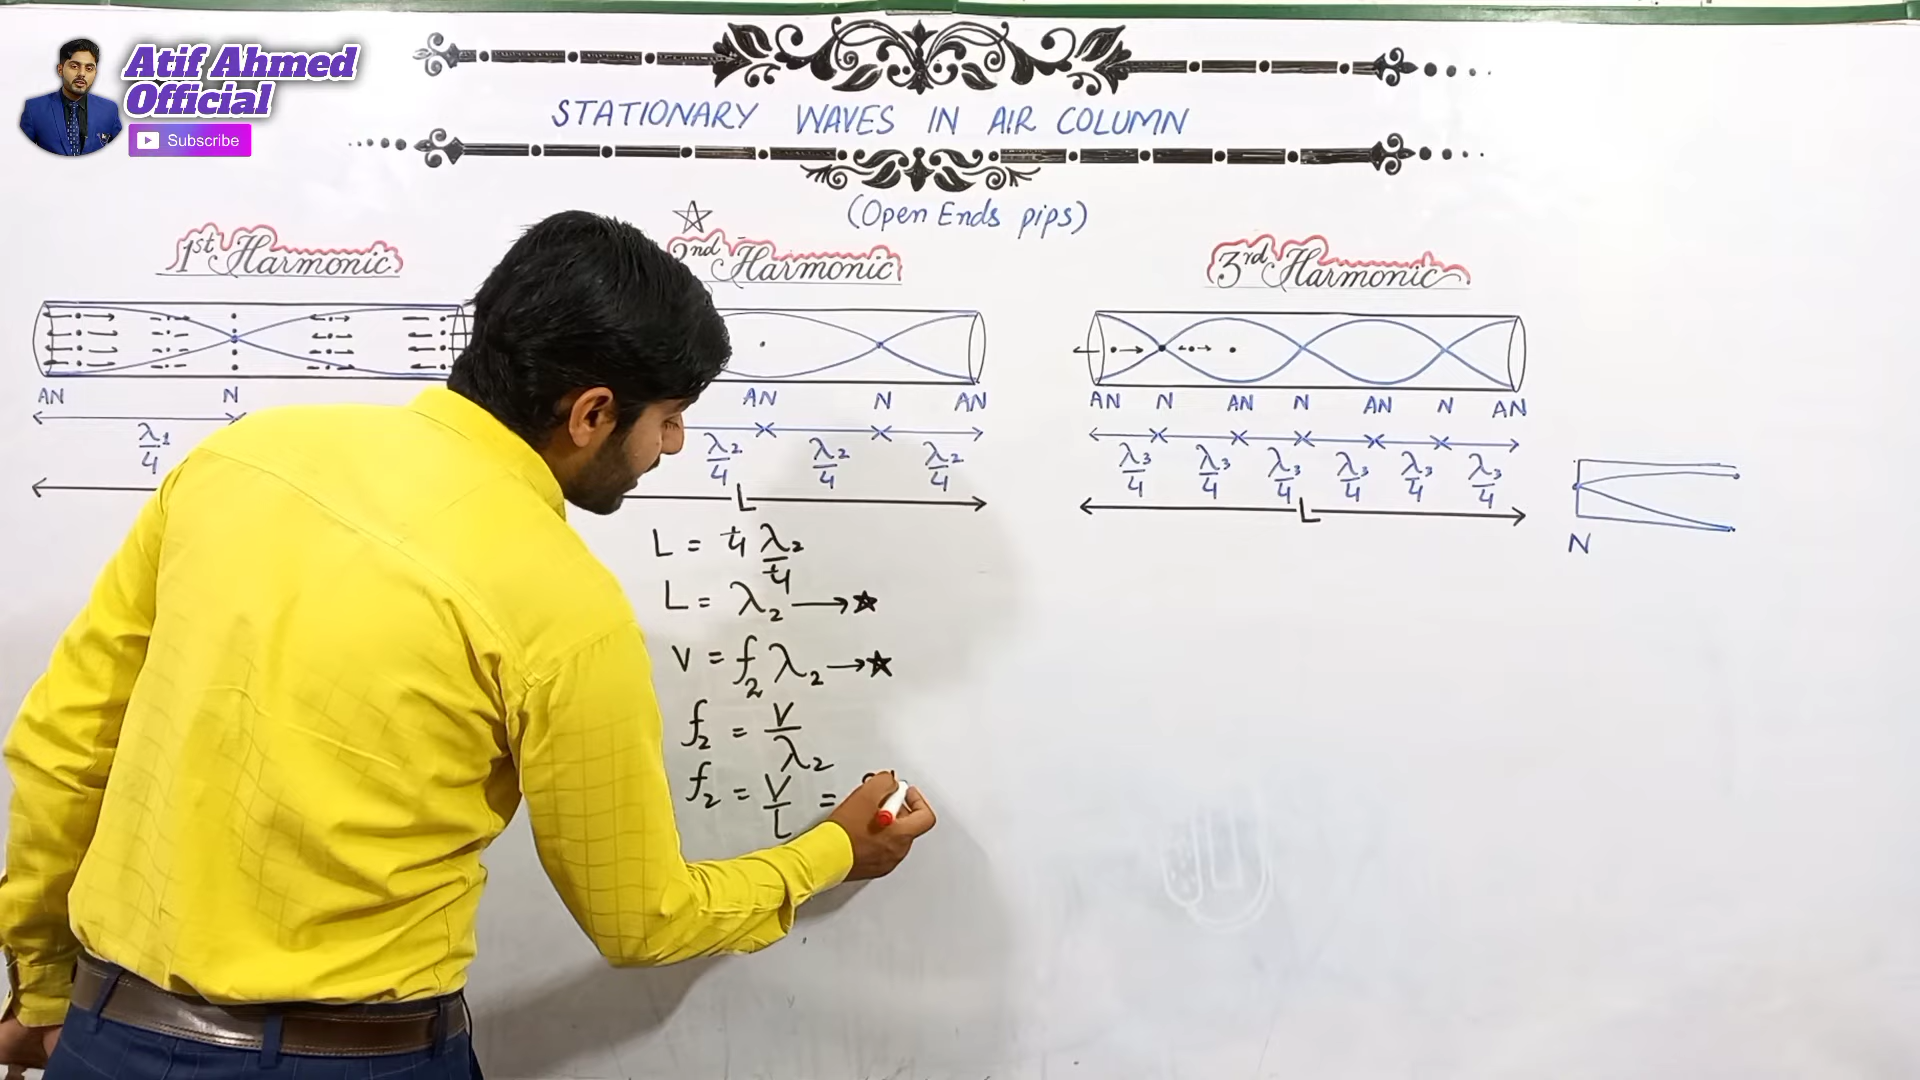 Atif Ahmed
Official
Subscribe
STATIONARY WAVES IN AIR COLUMN
(Open Ends pips)
1st Harmonic
AN N
λ1/4
2nd Harmonic
AN N AN
λ2/4 λ2/4 λ2/4
L
L = 4 λ2/4
L = λ2 → ★
V = f2 λ2 → ★
f2 = V/λ2
f2 = V/L =
3rd Harmonic
AN N AN N AN N AN
λ3/4 λ3/4 λ3/4 λ3/4 λ3/4 λ3/4
L
N